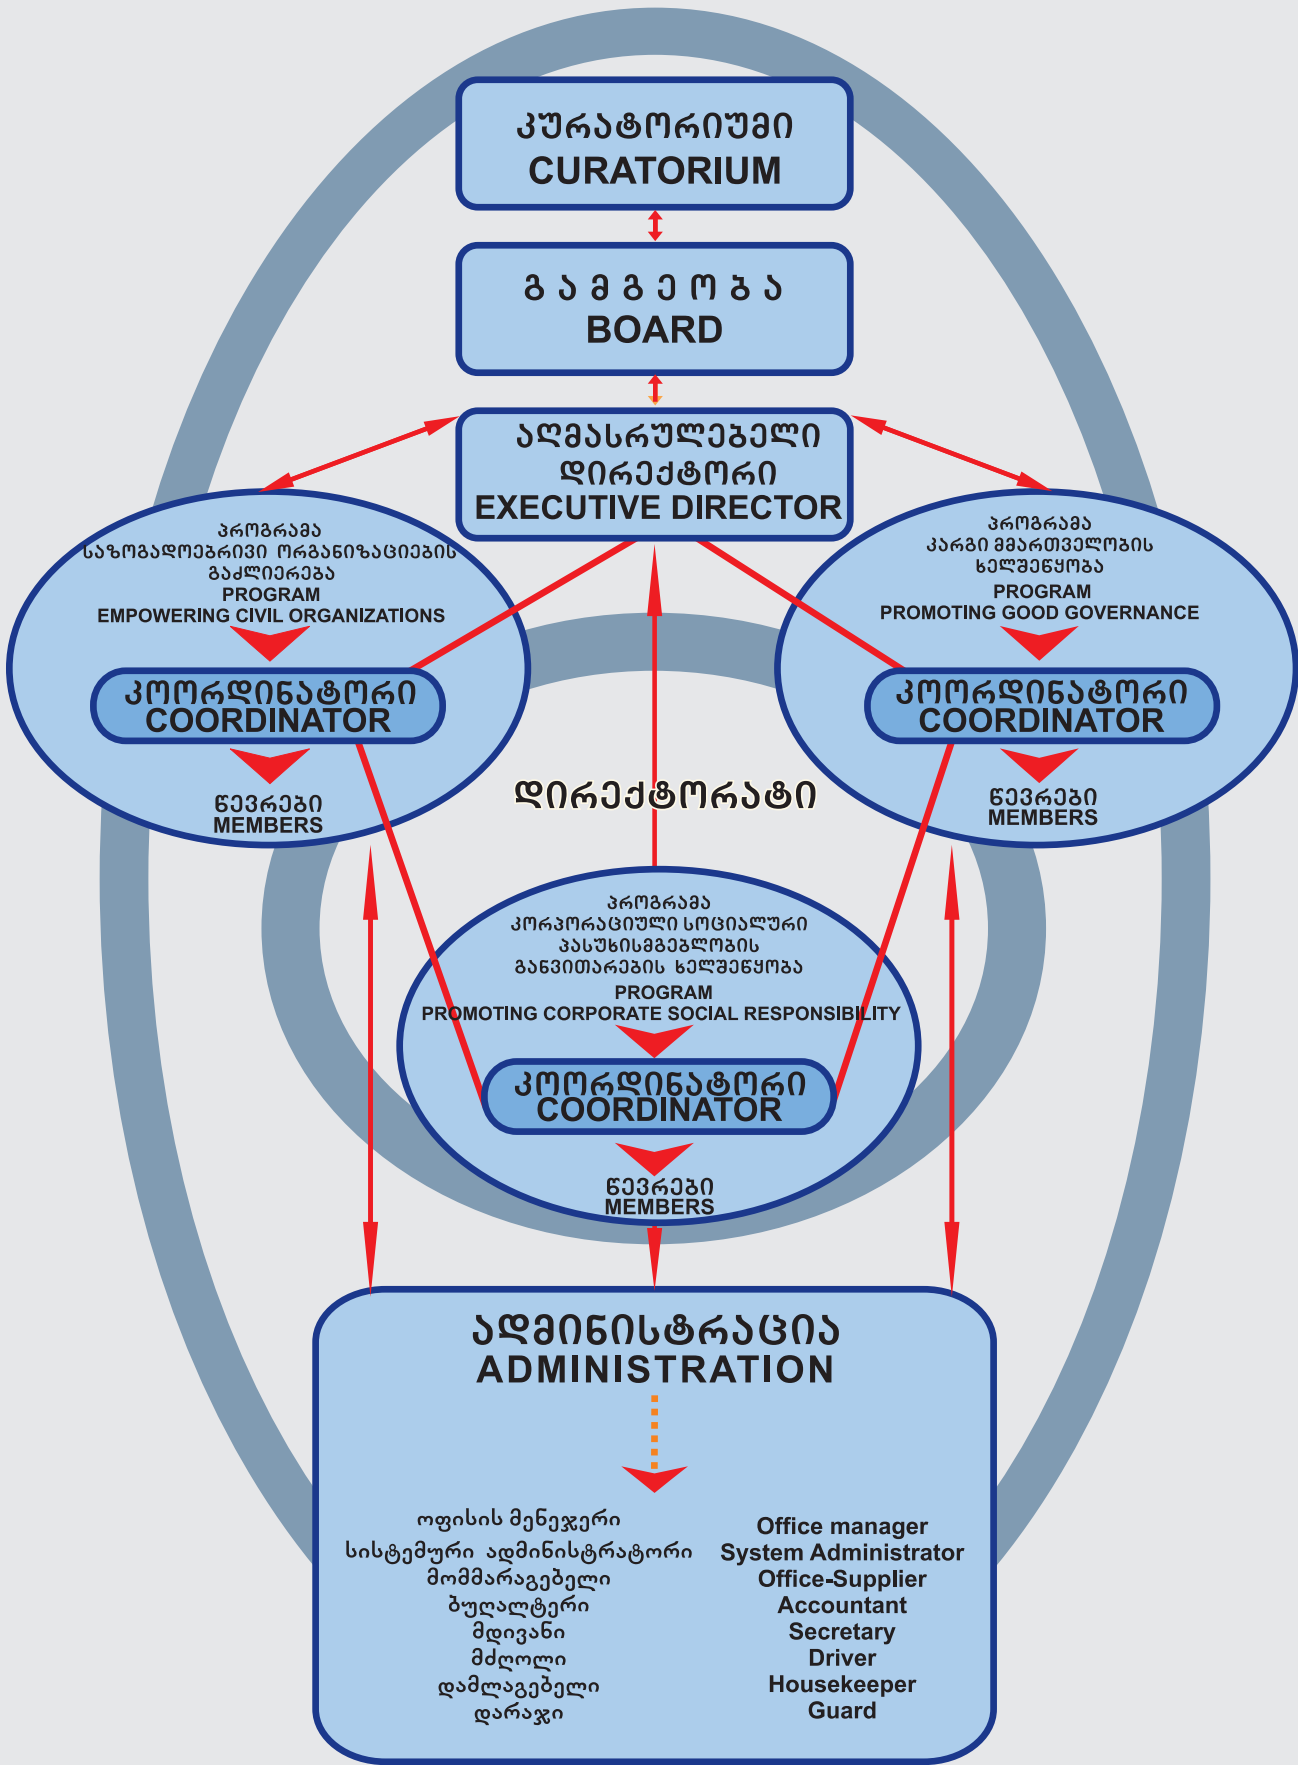 კურატორიუმი
CURATORIUM
გამგეობა
BOARD
აღმასრულებელი
დირექტორი
EXECUTIVE DIRECTOR
პროგრამა
საზოგადოებრივი ორგანიზაციების
გაძლიერება
PROGRAM
EMPOWERING CIVIL ORGANIZATIONS
კოორდინატორი
COORDINATOR
წევრები
MEMBERS
პროგრამა
კარგი მმართველობის
ხელშეწყობა
PROGRAM
PROMOTING GOOD GOVERNANCE
კოორდინატორი
COORDINATOR
წევრები
MEMBERS
დირექტორატი
პროგრამა
კორპორაციული სოციალური
პასუხისმგებლობის
განვითარების ხელშეწყობა
PROGRAM
PROMOTING CORPORATE SOCIAL RESPONSIBILITY
კოორდინატორი
COORDINATOR
წევრები
MEMBERS
ადმინისტრაცია
ADMINISTRATION
ოფისის მენეჯერი
სისტემური ადმინისტრატორი
მომმარაგებელი
ბუღალტერი
მდივანი
მძღოლი
დამლაგებელი
დარაჯი
Office manager
System Administrator
Office-Supplier
Accountant
Secretary
Driver
Housekeeper
Guard